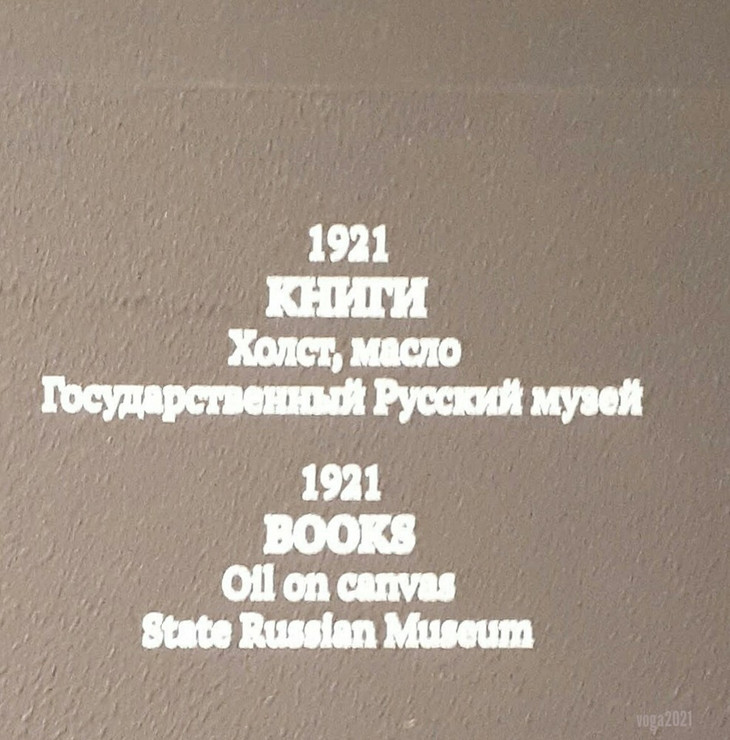 1921
КНИГИ
Холст, масло
Государственный Русский музей
1921
BOOKS
Oil on canvas
State Russian Museum
voga2021